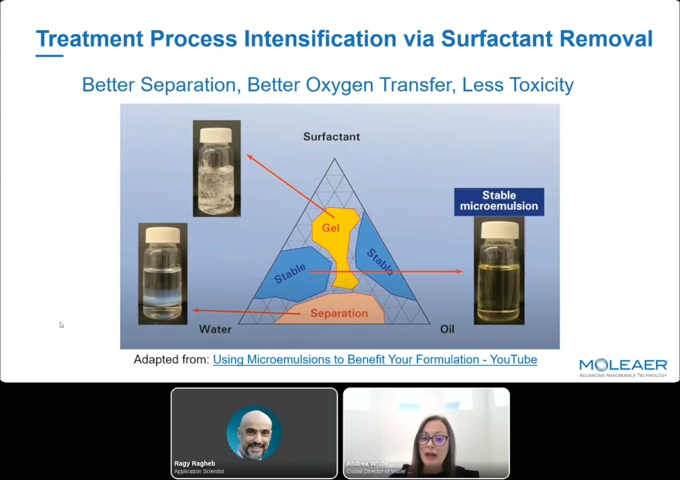 Treatment Process Intensification via Surfactant Removal
Better Separation, Better Oxygen Transfer, Less Toxicity
Surfactant
Stable
microemulsion
Gel
Stable
Stable
Separation
Water
Oil
Adapted from: Using Microemulsions to Benefit Your Formulation - YouTube
MOLEAER
ADVANCING NANOBUBBLE TECHNOLOGY
Ragy Ragheb
Application Scientist
Andrea White
Global Director of Water ...